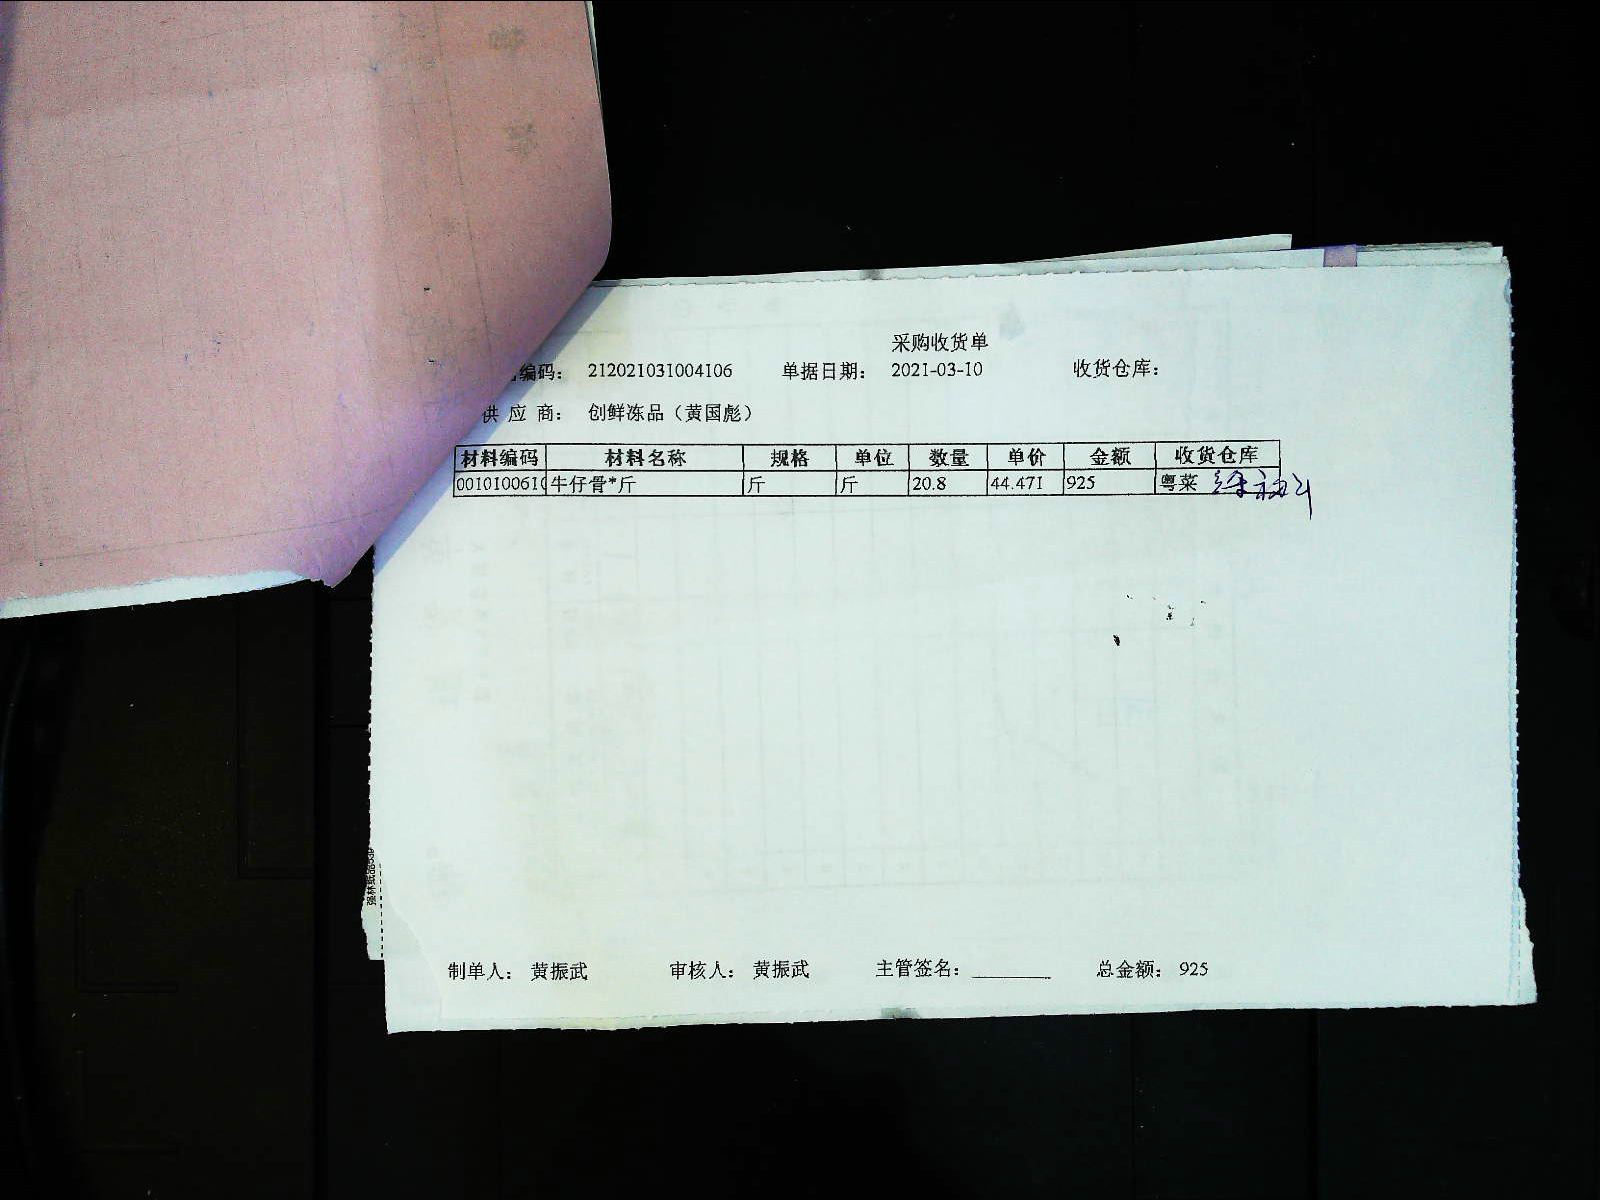 采购收货单
编码： 212021031004106 单据日期： 2021-03-10 收货仓库：
供 应 商： 创鲜冻品（黄国彪）
材料编码 材料名称 规格 单位 数量 单价 金额 收货仓库
0010100610 牛仔骨*斤 斤 斤 20.8 44.471 925 粤菜
制单人： 黄振武 审核人： 黄振武 主管签名： 总金额： 925